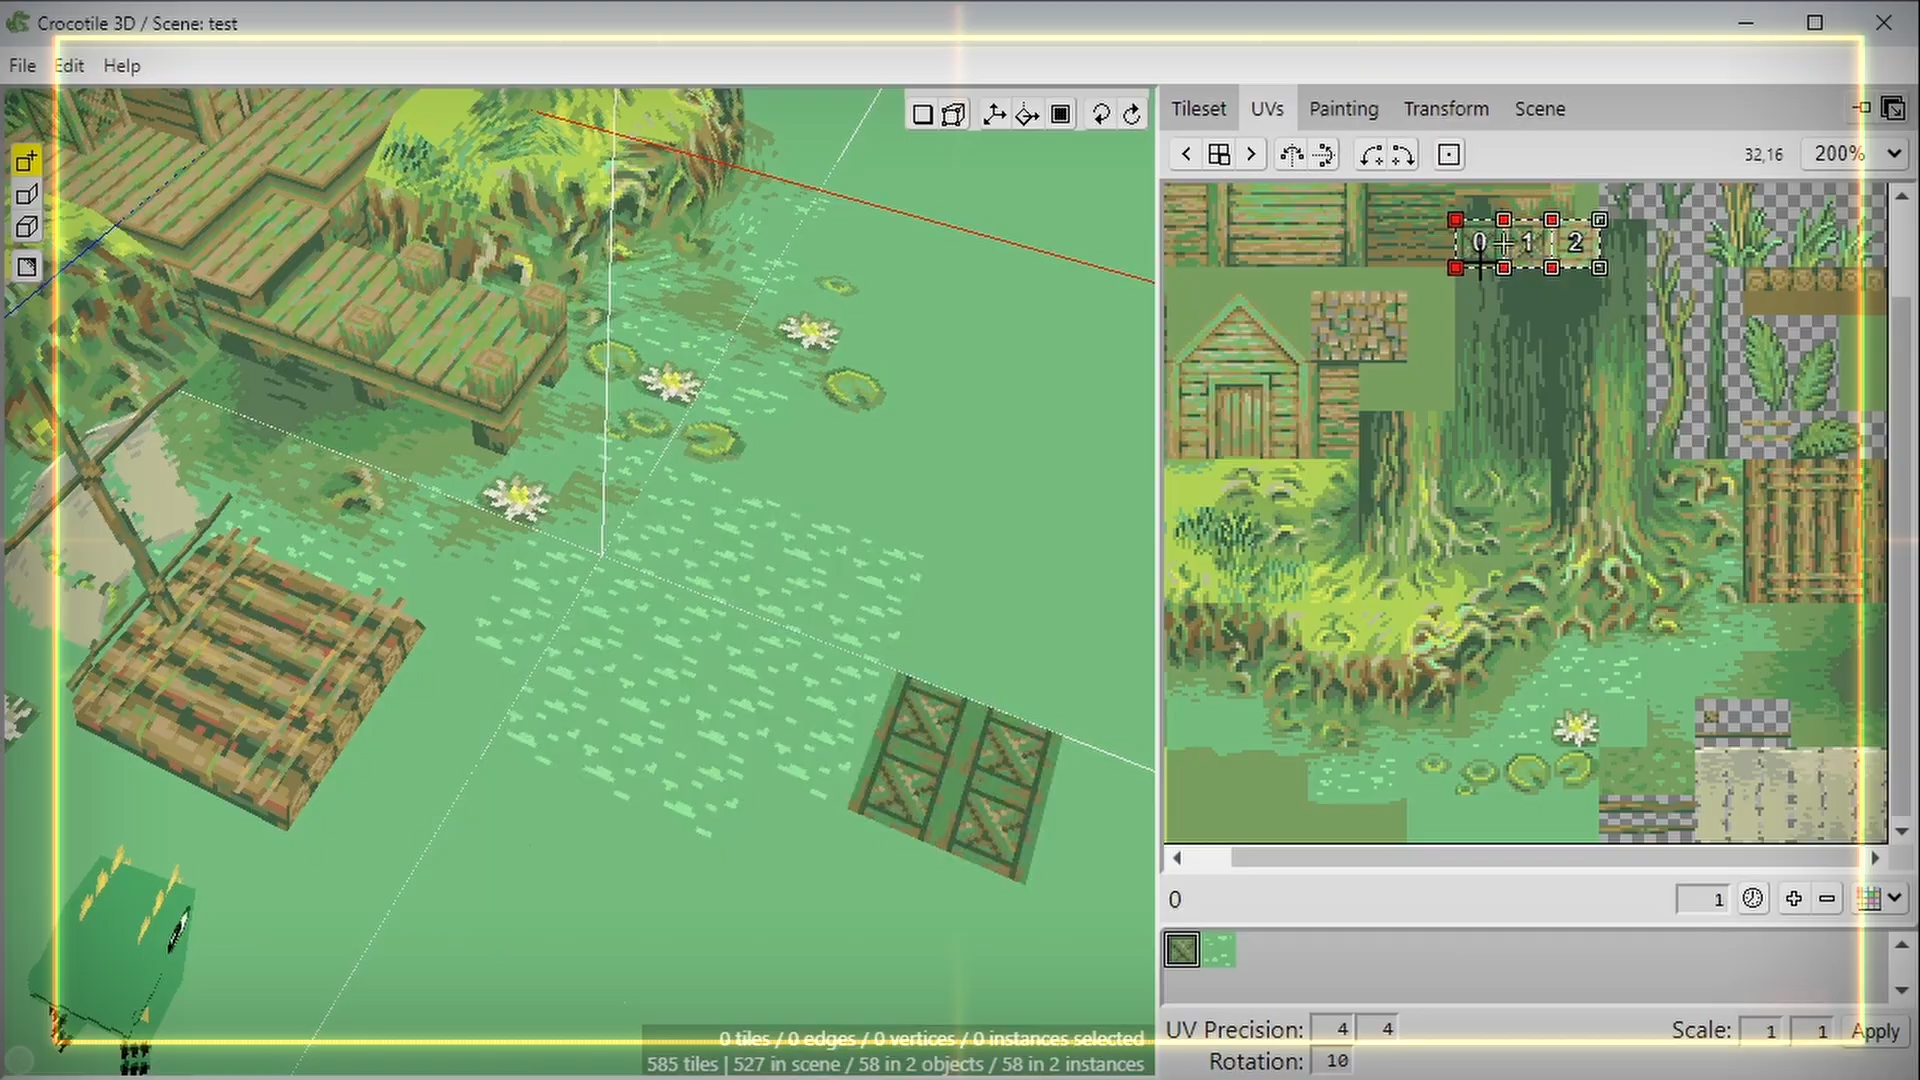 Crocotile 3D / Scene: test
File Edit Help
Tileset UVs Painting Transform Scene
32,16 200%
0 1 2
0 1
0 tiles / 0 edges / 0 vertices / 0 instances selected
585 tiles | 527 in scene / 58 in 2 objects / 58 in 2 instances
UV Precision: 4 4 Scale: 1 1 Apply
Rotation: 10